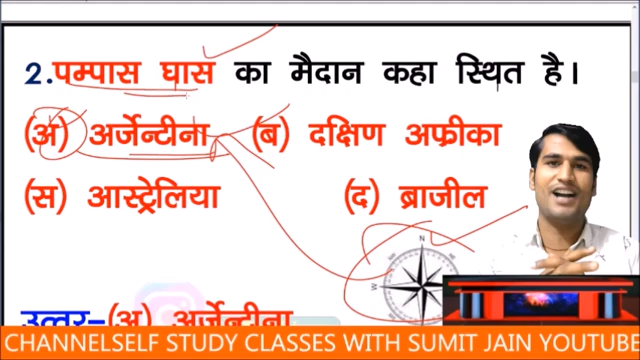 2. पम्पास घास का मैदान कहा स्थित है।
(अ) अर्जेन्टीना (ब) दक्षिण अफ्रीका
(स) आस्ट्रेलिया (द) ब्राजील
N
W
उत्तर-(अ) अर्जेन्टीना
CHANNELSELF STUDY CLASSES WITH SUMIT JAIN YOUTUBE